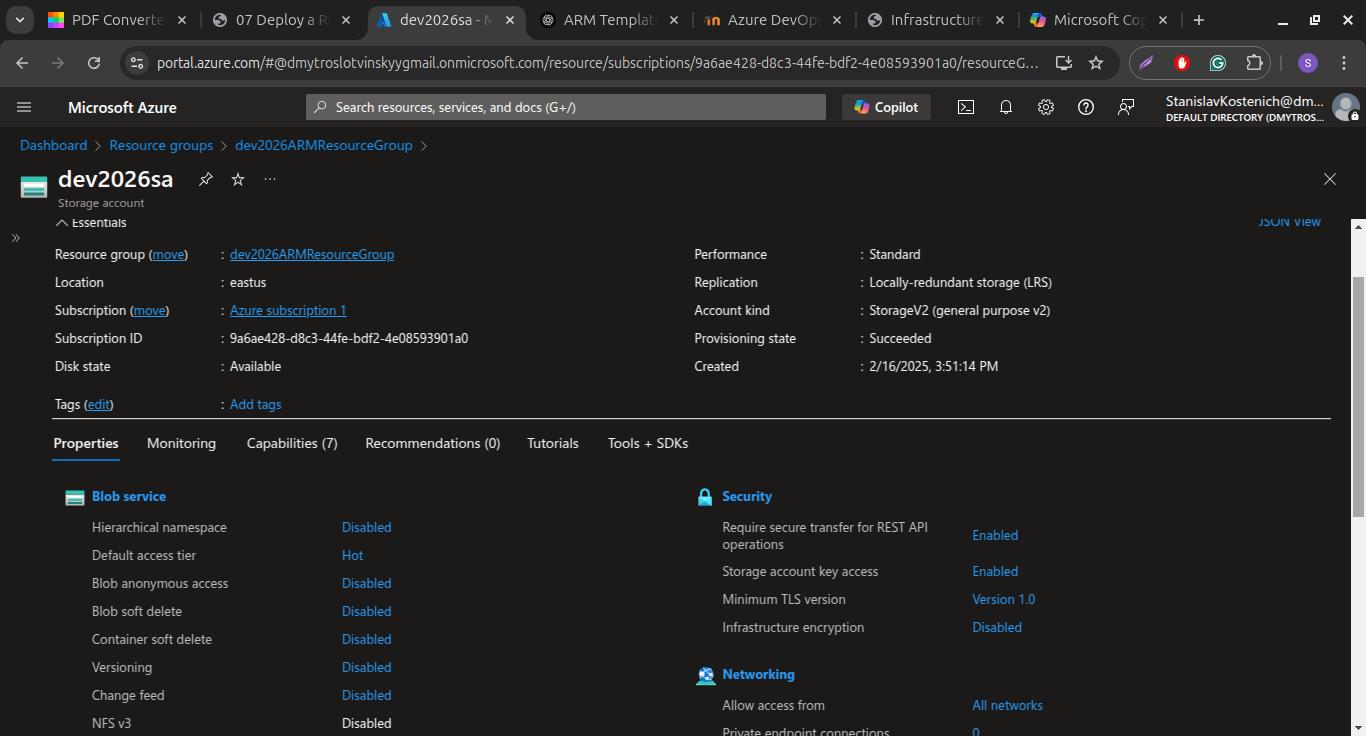 PDF Converte
07 Deploy a R
dev2026sa - M
ARM Templat
Azure DevOp
Infrastructure
Microsoft Cop
portal.azure.com/#@dmytroslotvinskyygmail.onmicrosoft.com/resource/subscriptions/9a6ae428-d8c3-44fe-bdf2-4e08593901a0/resourceG...
S
Microsoft Azure
Search resources, services, and docs (G+/)
Copilot
StanislavKostenich@dm...
DEFAULT DIRECTORY (DMYTROS...
Dashboard > Resource groups > dev2026ARMResourceGroup >
dev2026sa
Storage account
Essentials
JSON View
Resource group (move) : dev2026ARMResourceGroup
Performance : Standard
Location : eastus
Replication : Locally-redundant storage (LRS)
Subscription (move) : Azure subscription 1
Account kind : StorageV2 (general purpose v2)
Subscription ID : 9a6ae428-d8c3-44fe-bdf2-4e08593901a0
Provisioning state : Succeeded
Disk state : Available
Created : 2/16/2025, 3:51:14 PM
Tags (edit) : Add tags
Properties Monitoring Capabilities (7) Recommendations (0) Tutorials Tools + SDKs
Blob service
Hierarchical namespace Disabled
Default access tier Hot
Blob anonymous access Disabled
Blob soft delete Disabled
Container soft delete Disabled
Versioning Disabled
Change feed Disabled
NFS v3 Disabled
Security
Require secure transfer for REST API
operations Enabled
Storage account key access Enabled
Minimum TLS version Version 1.0
Infrastructure encryption Disabled
Networking
Allow access from All networks
Private endpoint connections 0